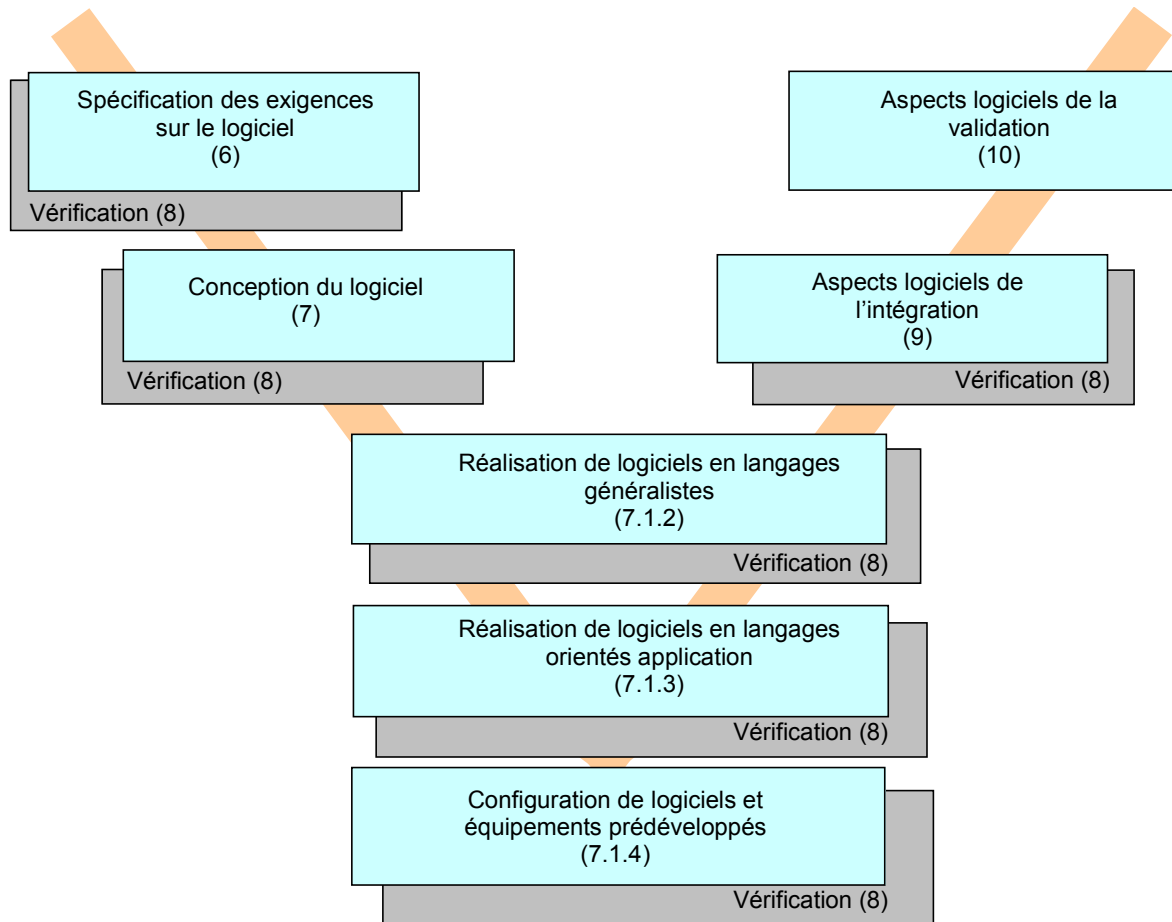 Spécification des exigences
sur le logiciel
(6)
Vérification (8)
Aspects logiciels de la
validation
(10)
Conception du logiciel
(7)
Vérification (8)
Aspects logiciels de
l'intégration
(9)
Vérification (8)
Réalisation de logiciels en langages
généralistes
(7.1.2)
Vérification (8)
Réalisation de logiciels en langages
orientés application
(7.1.3)
Vérification (8)
Configuration de logiciels et
équipements prédéveloppés
(7.1.4)
Vérification (8)